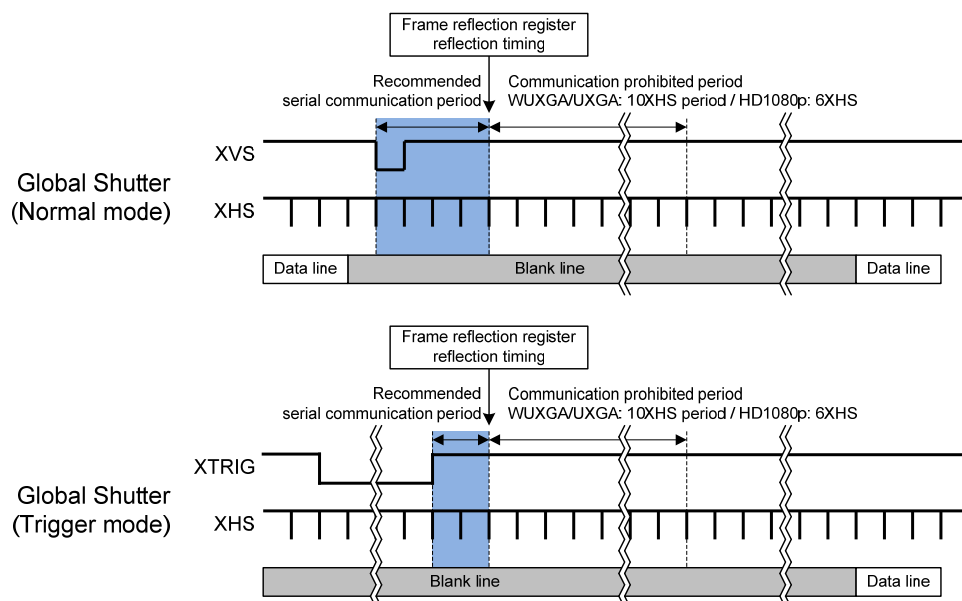 Frame reflection register
reflection timing
Recommended
serial communication period
Communication prohibited period
WUXGA/UXGA: 10XHS period / HD1080p: 6XHS
Global Shutter
(Normal mode)
XVS
XHS
Data line
Blank line
Data line
Frame reflection register
reflection timing
Recommended
serial communication period
Communication prohibited period
WUXGA/UXGA: 10XHS period / HD1080p: 6XHS
Global Shutter
(Trigger mode)
XTRIG
XHS
Blank line
Data line